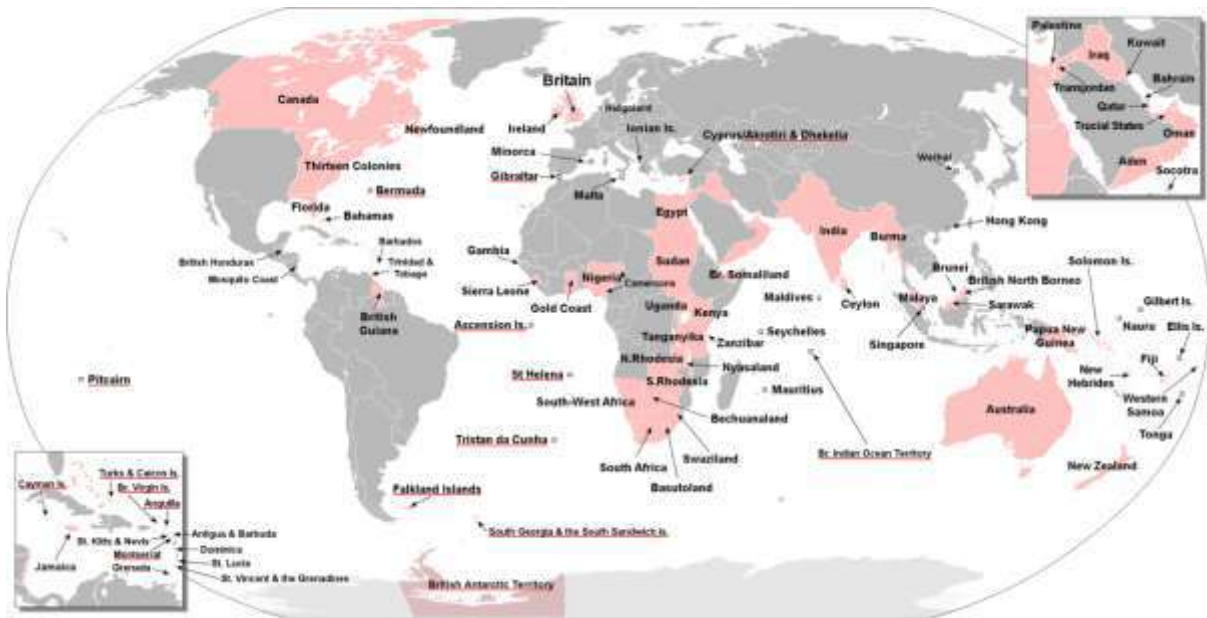 Canada
Newfoundland
Thirteen Colonies
Bermuda
Florida
Bahamas
British Honduras
Mosquito Coast
Barbados
Trinidad &
Tobago
British
Guiana
Pitcairn
Britain
Heligoland
Ireland
Ionian Is.
Minorca
Gibraltar
Malta
Cyprus/Akrotiri & Dhekelia
Weihai
Hong Kong
Egypt
Sudan
Gambia
Sierra Leone
Gold Coast
Nigeria
Cameroons
Br. Somaliland
Uganda
Kenya
Tanganyika
Zanzibar
N.Rhodesia
Nyasaland
S.Rhodesia
South-West Africa
Bechuanaland
Swaziland
South Africa
Basutoland
Ascension Is.
St Helena
Tristan da Cunha
Falkland Islands
South Georgia & the South Sandwich Is.
British Antarctic Territory
India
Burma
Ceylon
Maldives
Seychelles
Mauritius
Br. Indian Ocean Territory
Malaya
Singapore
Brunei
British North Borneo
Sarawak
Papua New
Guinea
Solomon Is.
Gilbert Is.
Nauru
Ellis Is.
Fiji
New
Hebrides
Western
Samoa
Tonga
Australia
New Zealand
Palestine
Iraq
Kuwait
Transjordan
Bahrain
Qatar
Trucial States
Oman
Aden
Socotra
Turks & Caicos Is.
Cayman Is.
Br. Virgin Is.
Anguilla
Antigua & Barbuda
St. Kitts & Nevis
Montserrat
Dominica
Jamaica
Grenada
St. Lucia
St. Vincent & the Grenadines